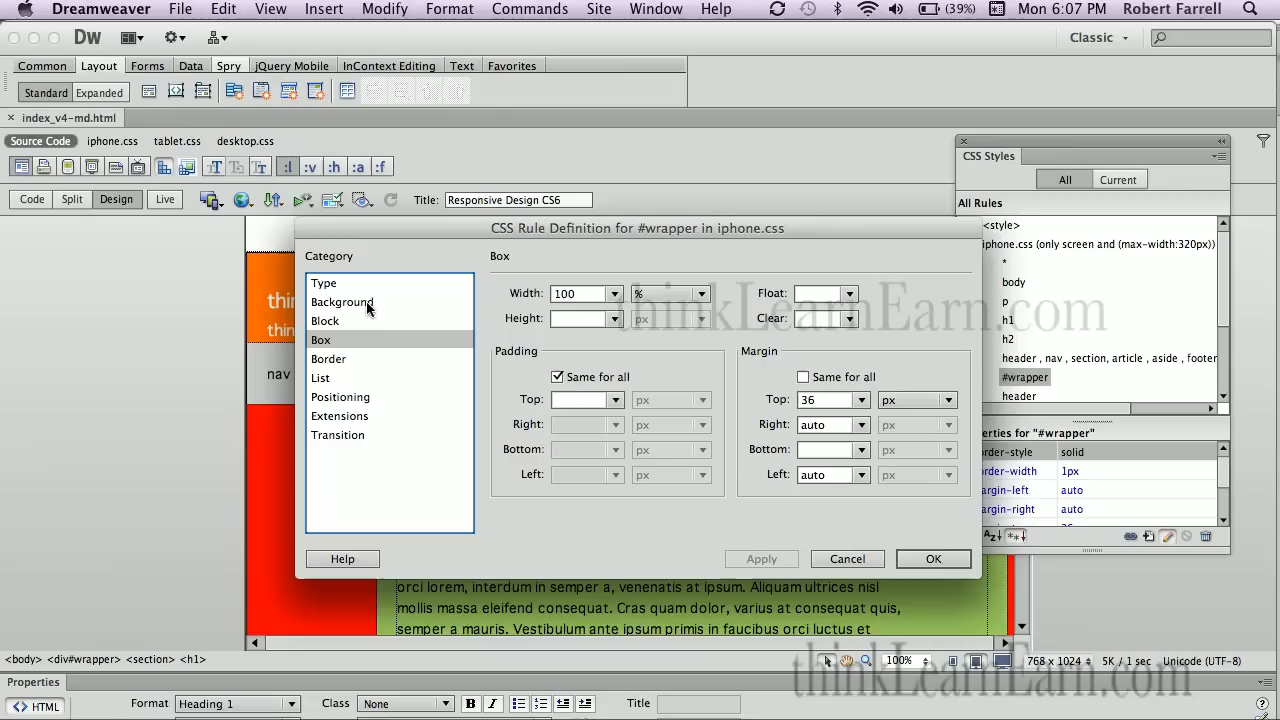 Dreamweaver File Edit View Insert Modify Format Commands Site Window Help (39%) Mon 6:07 PM Robert Farrell
Dw Classic
Common Layout Forms Data Spry jQuery Mobile InContext Editing Text Favorites
Standard Expanded
index_v4-md.html
Source Code iphone.css tablet.css desktop.css
:l :v :h :a :f
Code Split Design Live Title: Responsive Design CS6
CSS Styles
All Current
All Rules
<style>
iphone.css (only screen and (max-width:320px))
*
body
p
h1
h2
header , nav , section, article , aside , footer
#wrapper
header
erties for "#wrapper"
order-style solid
order-width 1px
argin-left auto
argin-right auto
CSS Rule Definition for #wrapper in iphone.css
Category
Type
Background
Block
Box
Border
List
Positioning
Extensions
Transition
Box
Width: 100 % Float:
Height: px Clear:
Padding
Same for all
Top: px
Right: px
Bottom: px
Left: px
Margin
Same for all
Top: 36 px
Right: auto px
Bottom: px
Left: auto px
Help Apply Cancel OK
thinkLearnEarn.com
thin
thin
nav
orci lorem, interdum in semper a, venenatis at ipsum. Aliquam ultrices nisl
mollis massa eleifend consequat. Cras quam dolor, varius at consequat quis,
semper a mauris. Vestibulum ante ipsum primis in faucibus orci luctus et
<body> <div#wrapper> <section> <h1> 100% 768 x 1024 5K / 1 sec Unicode (UTF-8)
thinkLearnEarn.com
Properties
HTML Format Heading 1 Class None B I Title